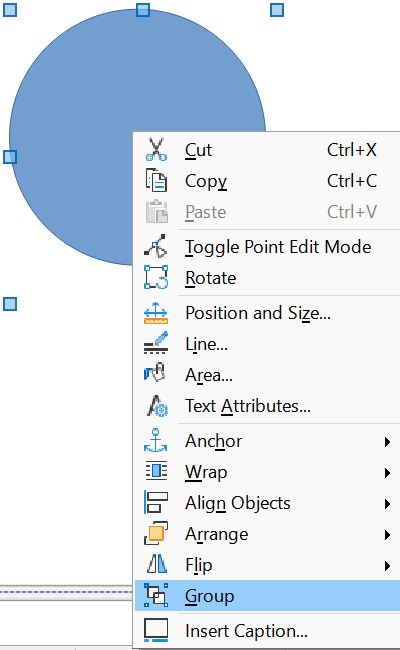 Cut Ctrl+X
Copy Ctrl+C
Paste Ctrl+V
Toggle Point Edit Mode
Rotate
Position and Size...
Line...
Area...
Text Attributes...
Anchor
Wrap
Align Objects
Arrange
Flip
Group
Insert Caption...